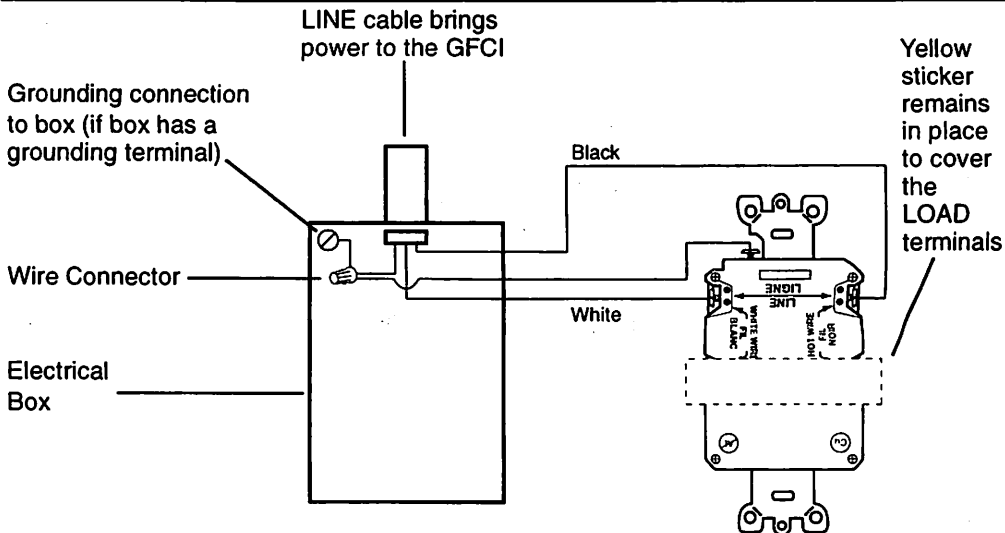 LINE cable brings
power to the GFCI
Grounding connection
to box (if box has a
grounding terminal)
Wire Connector
Electrical
Box
Black
White
Yellow
sticker
remains
in place
to cover
the
LOAD
terminals
LINE
LIGNE
WHITE WIRE
FIL
BLANC
HOT WIRE
FIL
NOIR